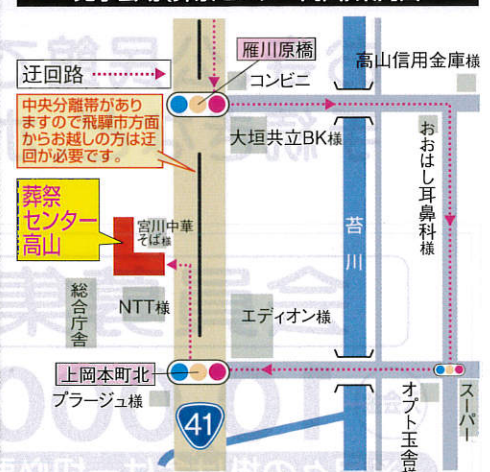 雁川原橋
迂回路
コンビニ
高山信用金庫様
中央分離帯があり
ますので飛騨市方面
からお越しの方は迂
回が必要です。
大垣共立BK様
おおはし耳鼻科様
葬祭
センター
高山
宮川中華
そば様
苔川
総合庁舎
NTT様
エディオン様
上岡本町北
プラージュ様
41
オプト玉舎
スーパー